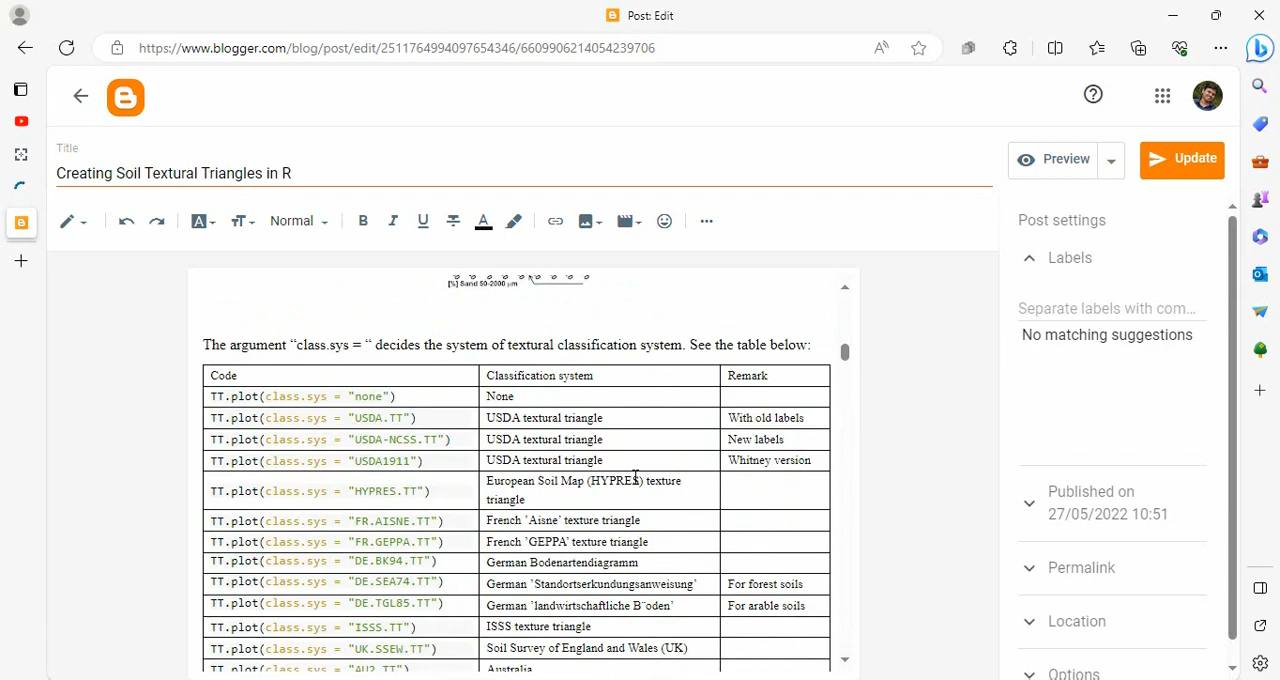 Post: Edit
https://www.blogger.com/blog/post/edit/2511764994097654346/6609906214054239706
Title
Creating Soil Textural Triangles in R
Preview
Update
Normal
B I U
Post settings
Labels
Separate labels with com...
No matching suggestions
Published on
27/05/2022 10:51
Permalink
Location
Options
[%] Sand 50-2000 µm
The argument “class.sys = “ decides the system of textural classification system. See the table below:
Code Classification system Remark
TT.plot(class.sys = "none") None
TT.plot(class.sys = "USDA.TT") USDA textural triangle With old labels
TT.plot(class.sys = "USDA-NCSS.TT") USDA textural triangle New labels
TT.plot(class.sys = "USDA1911") USDA textural triangle Whitney version
TT.plot(class.sys = "HYPRES.TT") European Soil Map (HYPRES) texture
triangle
TT.plot(class.sys = "FR.AISNE.TT") French ’Aisne’ texture triangle
TT.plot(class.sys = "FR.GEPPA.TT") French ’GEPPA’ texture triangle
TT.plot(class.sys = "DE.BK94.TT") German Bodenartendiagramm
TT.plot(class.sys = "DE.SEA74.TT") German ’Standortserkundungsanweisung’ For forest soils
TT.plot(class.sys = "DE.TGL85.TT") German ’landwirtschaftliche B¨oden’ For arable soils
TT.plot(class.sys = "ISSS.TT") ISSS texture triangle
TT.plot(class.sys = "UK.SSEW.TT") Soil Survey of England and Wales (UK)
TT.plot(class.sys = "AU2.TT") Australia